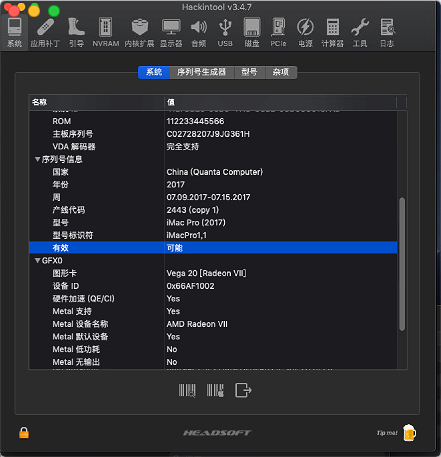 Hackintool v3.4.7
系统 应用补丁 引导 NVRAM 内核扩展 显示器 音频 USB 磁盘 PCIe 电源 计算器 工具 日志
系统 序列号生成器 型号 杂项
名称 值
ROM 112233445566
主板序列号 C02728207J9JG361H
VDA 解码器 完全支持
序列号信息
国家 China (Quanta Computer)
年份 2017
周 07.09.2017-07.15.2017
产线代码 2443 (copy 1)
型号 iMac Pro (2017)
型号标识符 iMacPro1,1
有效 可能
GFX0
图形卡 Vega 20 [Radeon VII]
设备 ID 0x66AF1002
硬件加速 (QE/CI) Yes
Metal 支持 Yes
Metal 设备名称 AMD Radeon VII
Metal 默认设备 Yes
Metal 低功耗 No
Metal 无输出 No
HEADSOFT
Tip me!